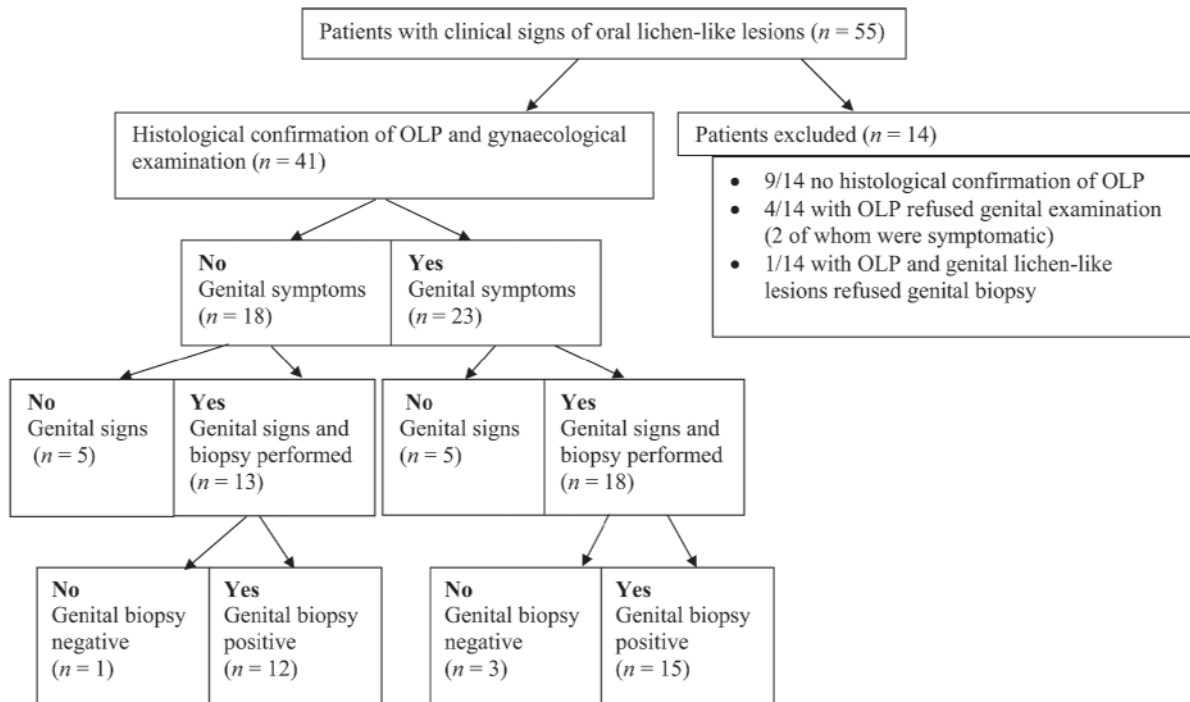 Patients with clinical signs of oral lichen-like lesions (n = 55)
Histological confirmation of OLP and gynaecological
examination (n = 41)
Patients excluded (n = 14)
• 9/14 no histological confirmation of OLP
• 4/14 with OLP refused genital examination
(2 of whom were symptomatic)
• 1/14 with OLP and genital lichen-like
lesions refused genital biopsy
No
Genital symptoms
(n = 18)
Yes
Genital symptoms
(n = 23)
No
Genital signs
(n = 5)
Yes
Genital signs and
biopsy performed
(n = 13)
No
Genital signs
(n = 5)
Yes
Genital signs and
biopsy performed
(n = 18)
No
Genital biopsy
negative
(n = 1)
Yes
Genital biopsy
positive
(n = 12)
No
Genital biopsy
negative
(n = 3)
Yes
Genital biopsy
positive
(n = 15)